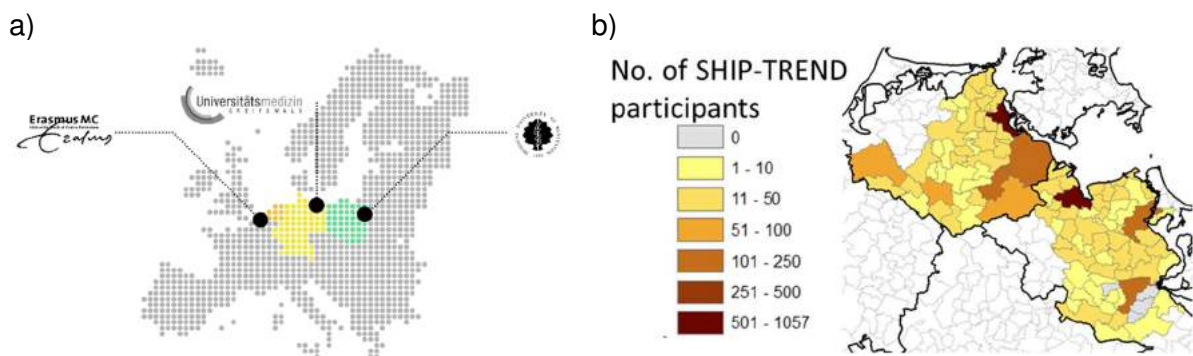 a)
Universitätsmedizin
GREIFSWALD
Erasmus MC
Erasmus
b)
No. of SHIP-TREND
participants
0
1 - 10
11 - 50
51 - 100
101 - 250
251 - 500
501 - 1057